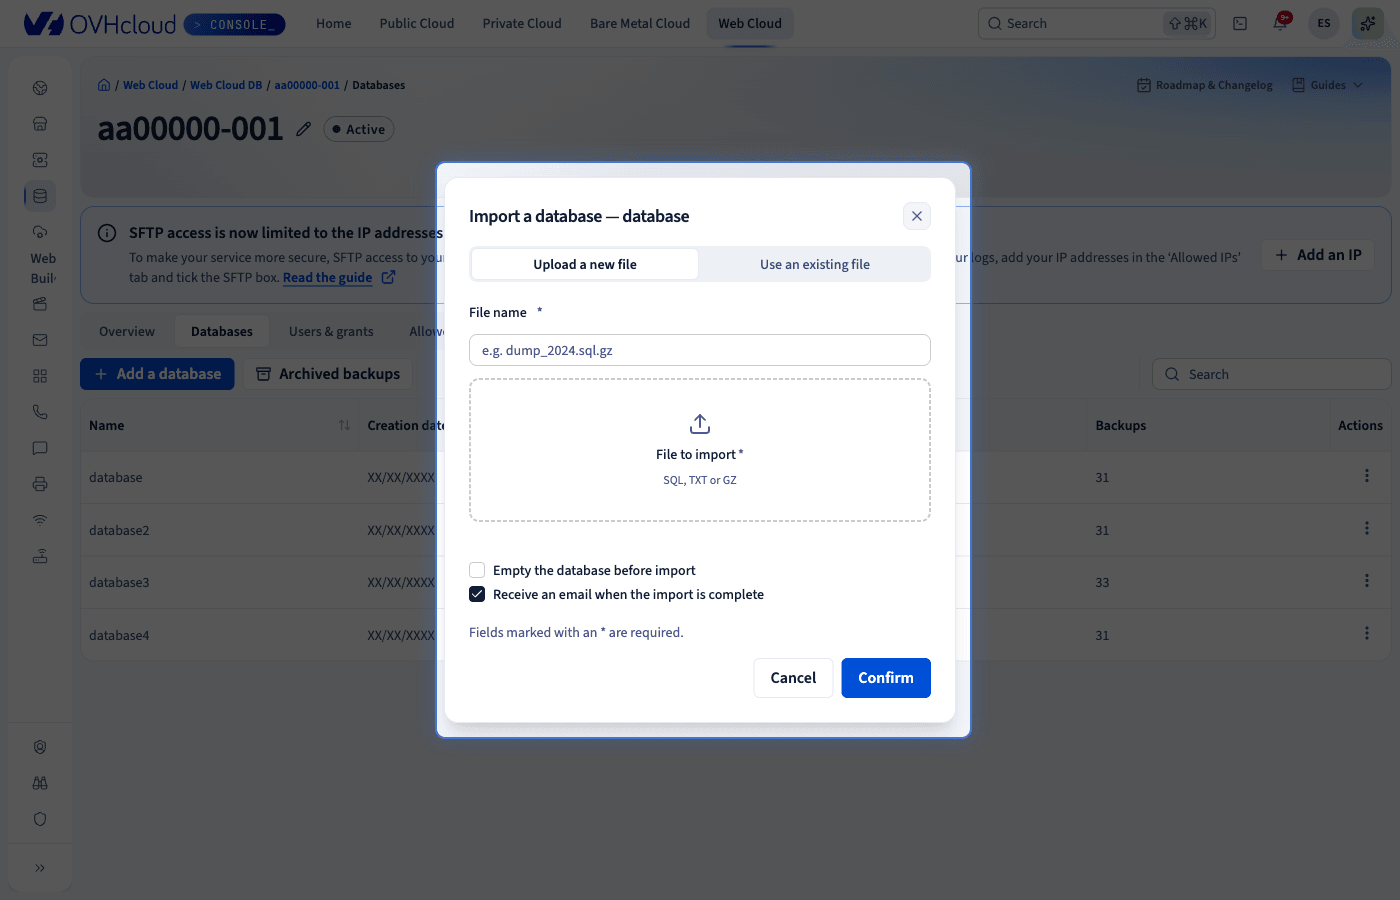 OVHcloud > CONSOLE_ Home Public Cloud Private Cloud Bare Metal Cloud Web Cloud Search ⇧⌘K 9+ ES
/ Web Cloud / Web Cloud DB / aa00000-001 / Databases Roadmap & Changelog Guides
aa00000-001 Active
SFTP access is now limited to the IP addresses
To make your service more secure, SFTP access to your logs, add your IP addresses in the 'Allowed IPs'
tab and tick the SFTP box. Read the guide
Add an IP
Web
Buil
Overview Databases Users & grants Allow
Add a database Archived backups Search
Name Creation date Backups Actions
database XX/XX/XXXX 31
database2 XX/XX/XXXX 31
database3 XX/XX/XXXX 33
database4 XX/XX/XXXX 31
Import a database — database
Upload a new file Use an existing file
File name *
e.g. dump_2024.sql.gz
File to import *
SQL, TXT or GZ
Empty the database before import
Receive an email when the import is complete
Fields marked with an * are required.
Cancel Confirm